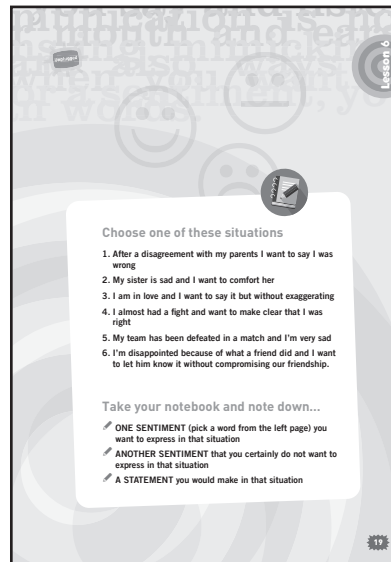 unplugged
Lesson 6
Choose one of these situations
1. After a disagreement with my parents I want to say I was
wrong
2. My sister is sad and I want to comfort her
3. I am in love and I want to say it but without exaggerating
4. I almost had a fight and want to make clear that I was
right
5. My team has been defeated in a match and I'm very sad
6. I'm disappointed because of what a friend did and I want
to let him know it without compromising our friendship.
Take your notebook and note down...
ONE SENTIMENT (pick a word from the left page) you
want to express in that situation
ANOTHER SENTIMENT that you certainly do not want to
express in that situation
A STATEMENT you would make in that situation
19